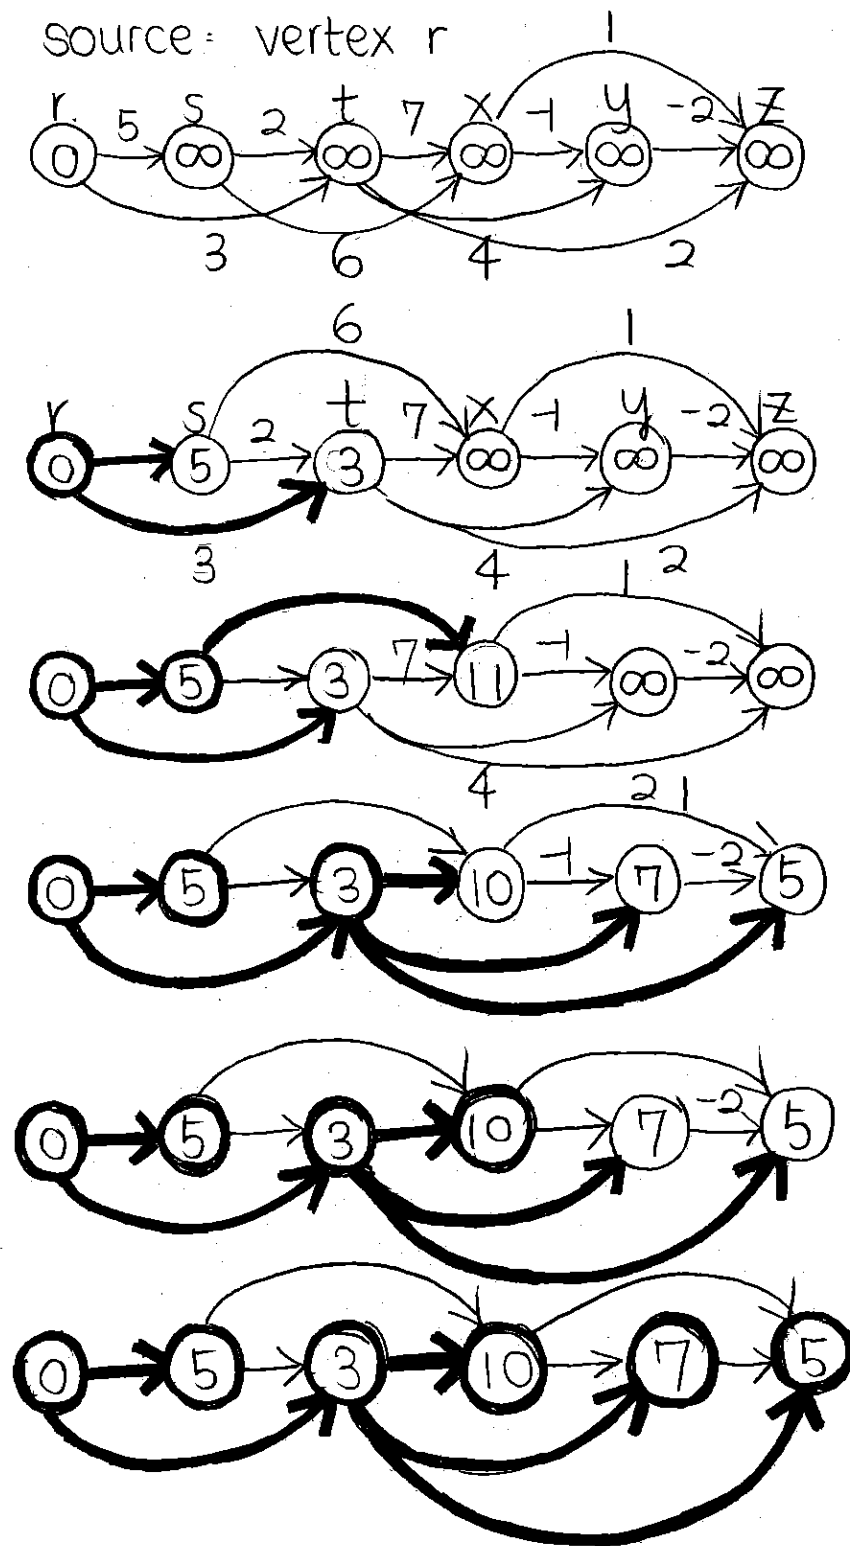 source: vertex r
1
r s t x y z
5 2 7 -1 -2
0 ∞ ∞ ∞ ∞ ∞
3 6 4 2
6 1
r s t x y z
2 7 -1 -2
0 5 3 ∞ ∞ ∞
3 4 2
1
7 -1 -2
0 5 3 11 ∞ ∞
4 2 1
-1 -2
0 5 3 10 7 5
-2
0 5 3 10 7 5
0 5 3 10 7 5